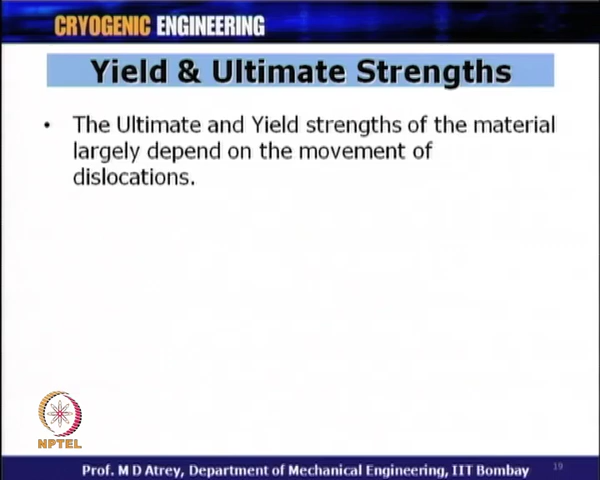 CRYOGENIC ENGINEERING
Yield & Ultimate Strengths
• The Ultimate and Yield strengths of the material
largely depend on the movement of
dislocations.
NPTEL
Prof. M D Atrey, Department of Mechanical Engineering, IIT Bombay
19